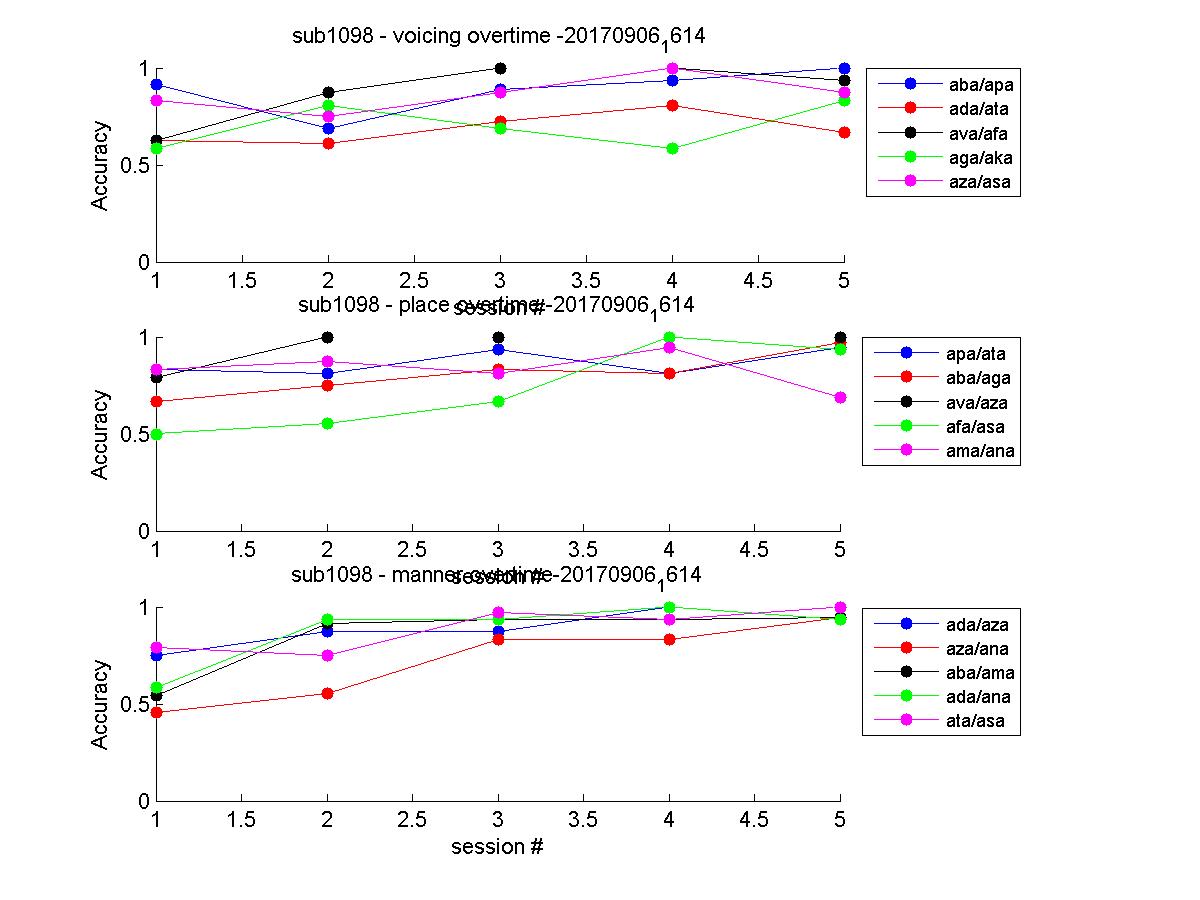 sub1098 - voicing overtime -20170906₁614
1
0.5
0
Accuracy
1 1.5 2 2.5 3 3.5 4 4.5 5
session #
aba/apa
ada/ata
ava/afa
aga/aka
aza/asa
sub1098 - place overtime -20170906₁614
1
0.5
0
Accuracy
1 1.5 2 2.5 3 3.5 4 4.5 5
session #
apa/ata
aba/aga
ava/aza
afa/asa
ama/ana
sub1098 - manner overtime -20170906₁614
1
0.5
0
Accuracy
1 1.5 2 2.5 3 3.5 4 4.5 5
session #
ada/aza
aza/ana
aba/ama
ada/ana
ata/asa